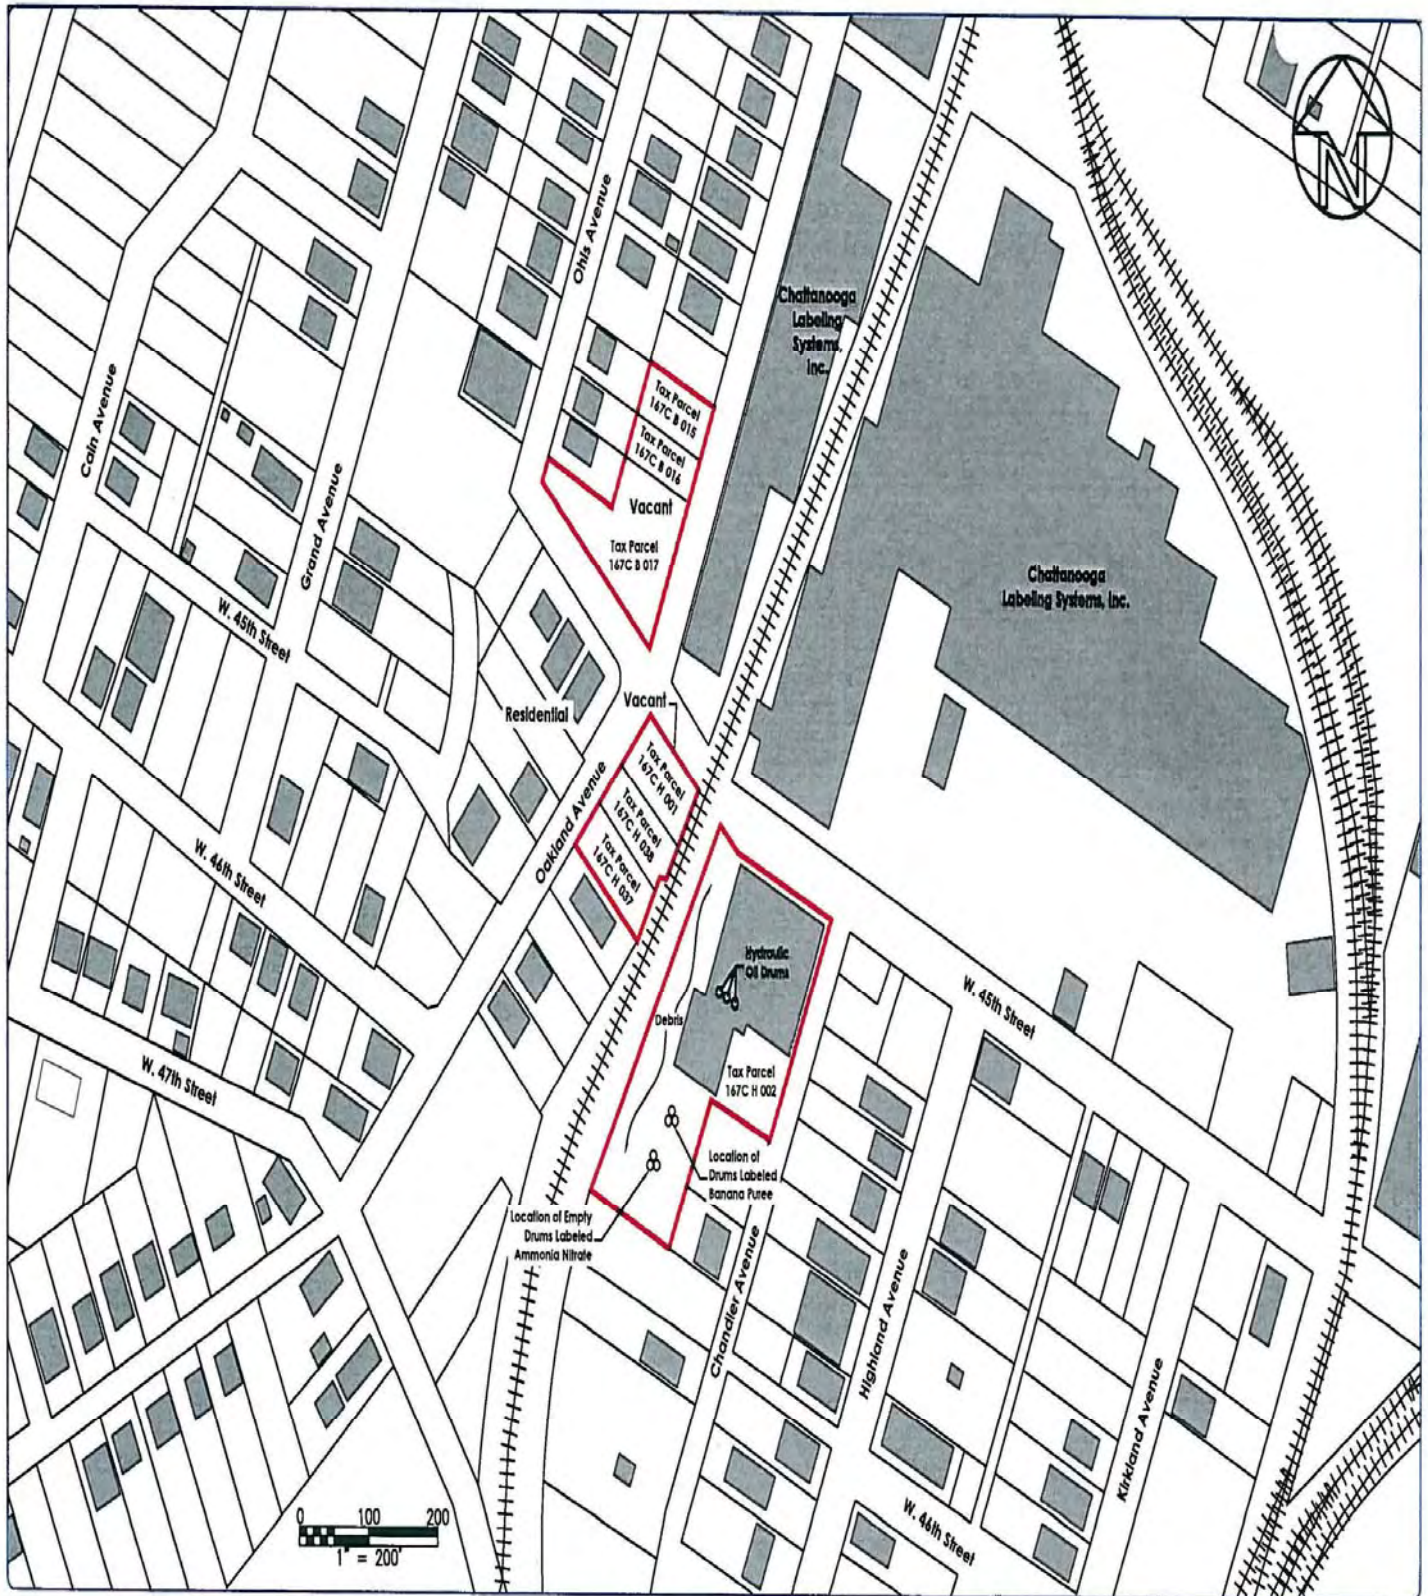 N
Ohls Avenue
Chattanooga
Labeling
Systems,
Inc.
Cain Avenue
Tax Parcel
167C B 015
Tax Parcel
167C B 016
Vacant
Grand Avenue
Tax Parcel
167C B 017
Chattanooga
Labeling Systems, Inc.
W. 45th Street
Residential
Vacant
Tax Parcel
167C H 001
Tax Parcel
167C H 038
Tax Parcel
167C H 037
Oakland Avenue
W. 46th Street
Hydraulic
Oil Drums
W. 45th Street
Debris
W. 47th Street
Tax Parcel
167C H 002
Location of
Drums Labeled
Banana Puree
Location of Empty
Drums Labeled
Ammonia Nitrate
Chandler Avenue
Highland Avenue
Kirkland Avenue
W. 46th Street
0 100 200
1" = 200'